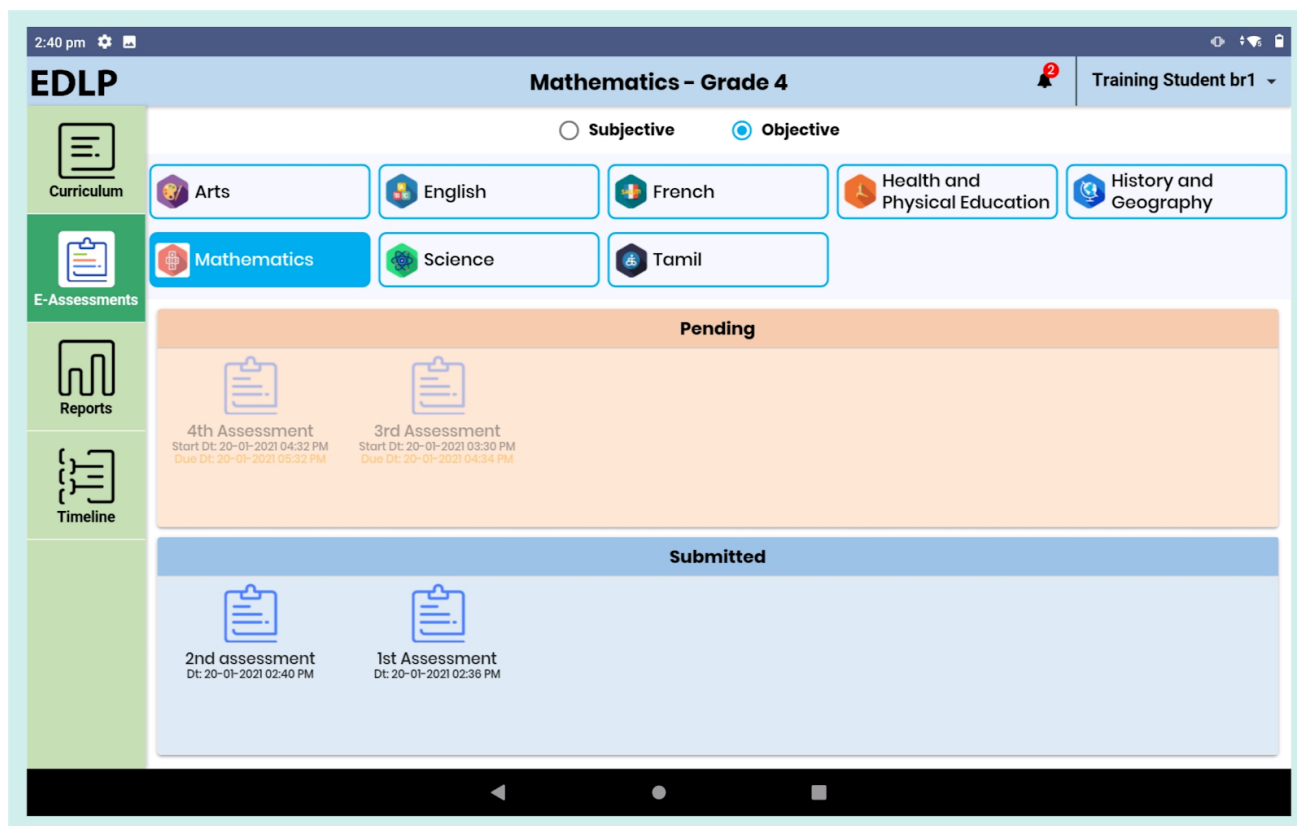 2:40 pm
EDLP
Mathematics - Grade 4
2
Training Student br1
Subjective
Objective
Curriculum
E-Assessments
Reports
Timeline
Arts
English
French
Health and
Physical Education
History and
Geography
Mathematics
Science
Tamil
Pending
4th Assessment
Start Dt: 20-01-2021 04:32 PM
Due Dt: 20-01-2021 05:32 PM
3rd Assessment
Start Dt: 20-01-2021 03:30 PM
Due Dt: 20-01-2021 04:34 PM
Submitted
2nd assessment
Dt: 20-01-2021 02:40 PM
1st Assessment
Dt: 20-01-2021 02:36 PM